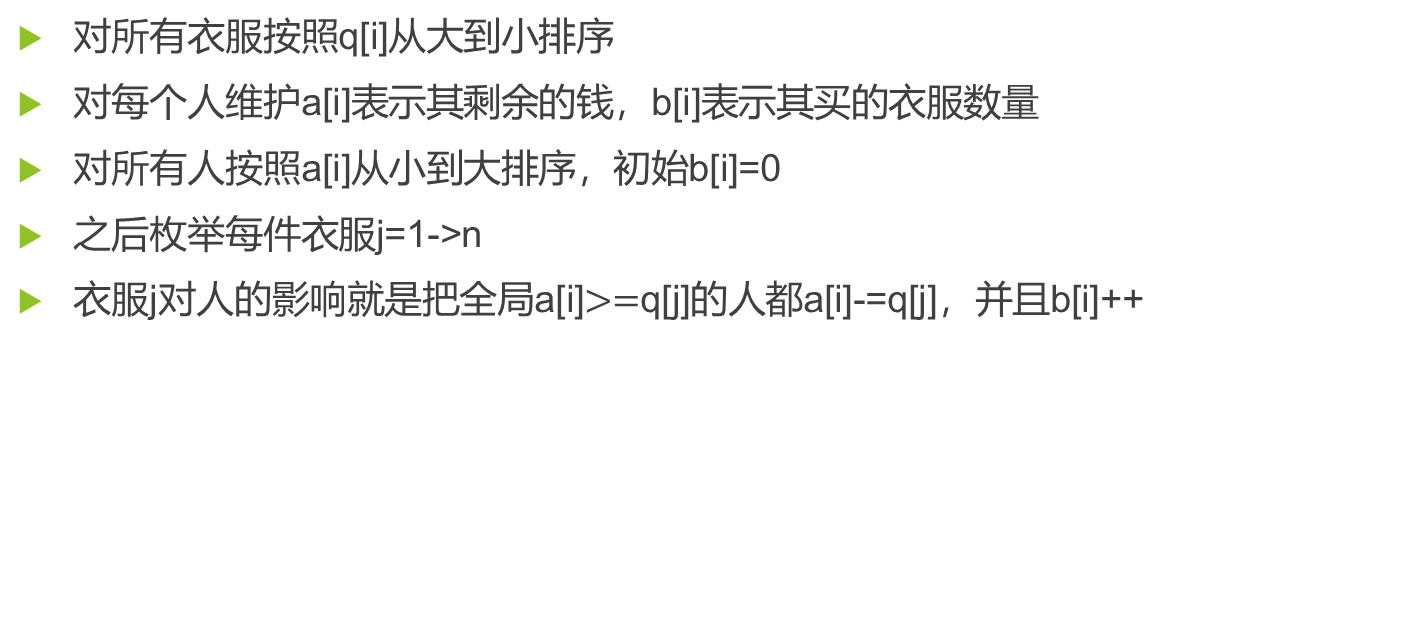 对所有衣服按照q[i]从大到小排序
对每个人维护a[i]表示其剩余的钱，b[i]表示其买的衣服数量
对所有人按照a[i]从小到大排序，初始b[i]=0
之后枚举每件衣服j=1->n
衣服j对人的影响就是把全局a[i]>=q[j]的人都a[i]-=q[j]，并且b[i]++